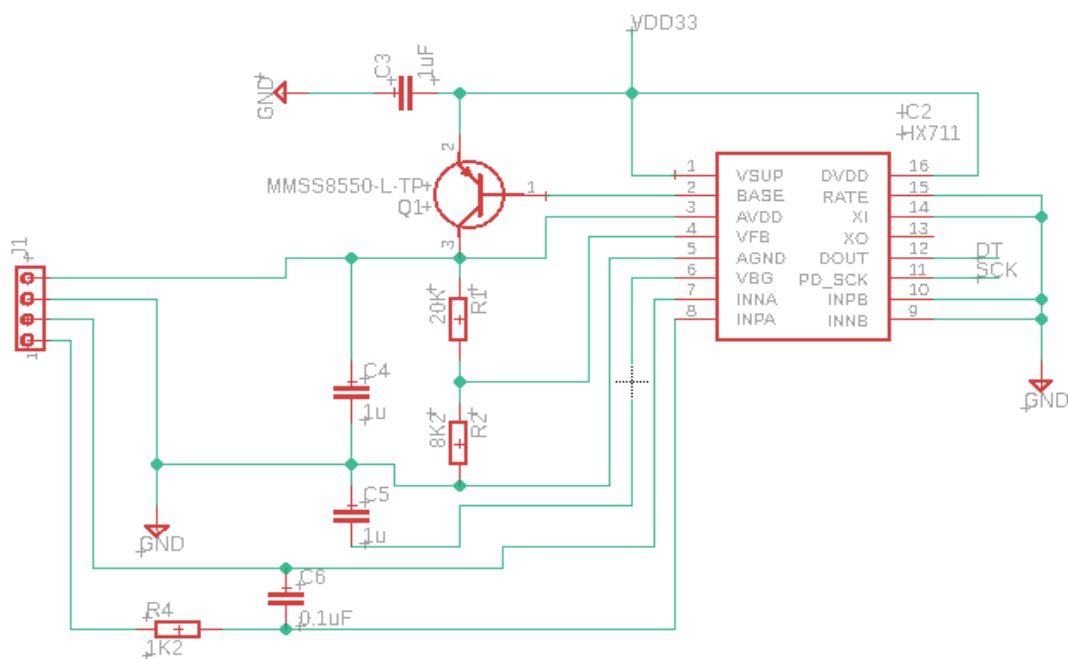 VDD33
C3
1uF
GND
C2
HX711
2
MMSS8550-L-TP
Q1
1
3
1 VSUP DVDD 16
2 BASE RATE 15
3 AVDD XI 14
4 VFB XO 13
5 AGND DOUT 12
6 VBG PD_SCK 11
7 INNA INPB 10
8 INPA INNB 9
DT
SCK
J1
1
20K
R1
C4
1u
8K2
R2
GND
C5
1u
GND
C6
0.1uF
R4
1K2